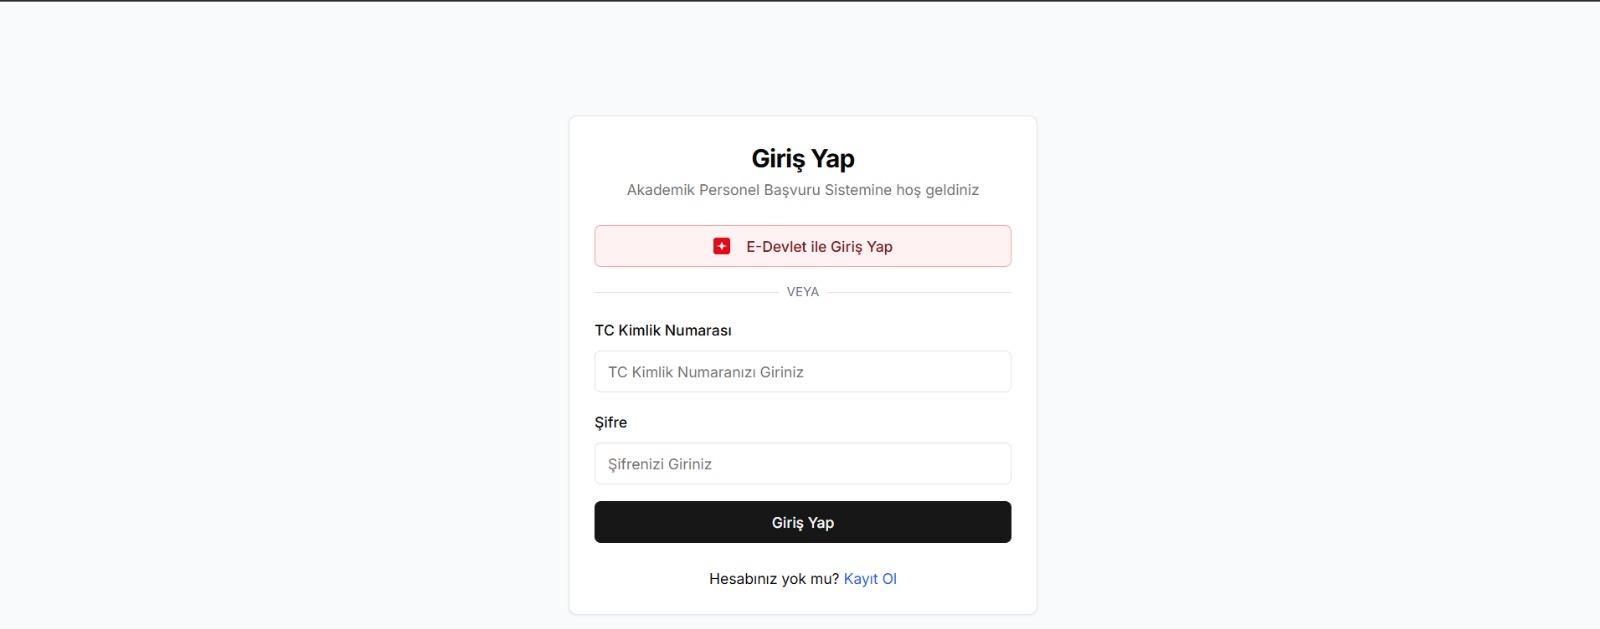 Giriş Yap
Akademik Personel Başvuru Sistemine hoş geldiniz
E-Devlet ile Giriş Yap
VEYA
TC Kimlik Numarası
TC Kimlik Numaranızı Giriniz
Şifre
Şifrenizi Giriniz
Giriş Yap
Hesabınız yok mu? Kayıt Ol